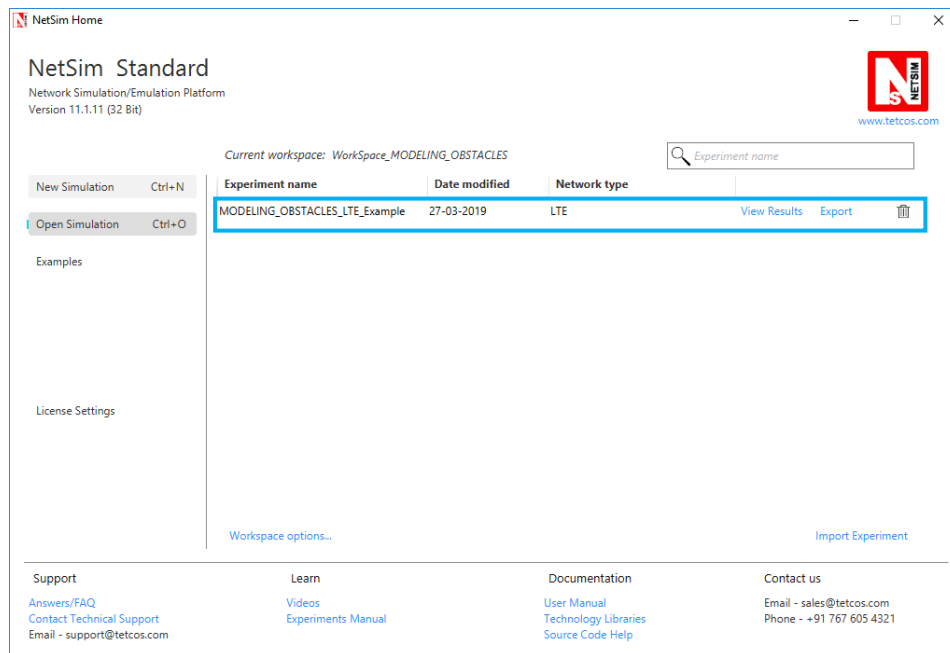 NetSim Home
NetSim Standard
Network Simulation/Emulation Platform
Version 11.1.11 (32 Bit)
NETSIM
N
S
www.tetcos.com
Current workspace: WorkSpace_MODELING_OBSTACLES
Experiment name
New Simulation Ctrl+N
Open Simulation Ctrl+O
Examples
License Settings
Experiment name Date modified Network type
MODELING_OBSTACLES_LTE_Example 27-03-2019 LTE View Results Export
Workspace options...
Import Experiment
Support
Answers/FAQ
Contact Technical Support
Email - support@tetcos.com
Learn
Videos
Experiments Manual
Documentation
User Manual
Technology Libraries
Source Code Help
Contact us
Email - sales@tetcos.com
Phone - +91 767 605 4321